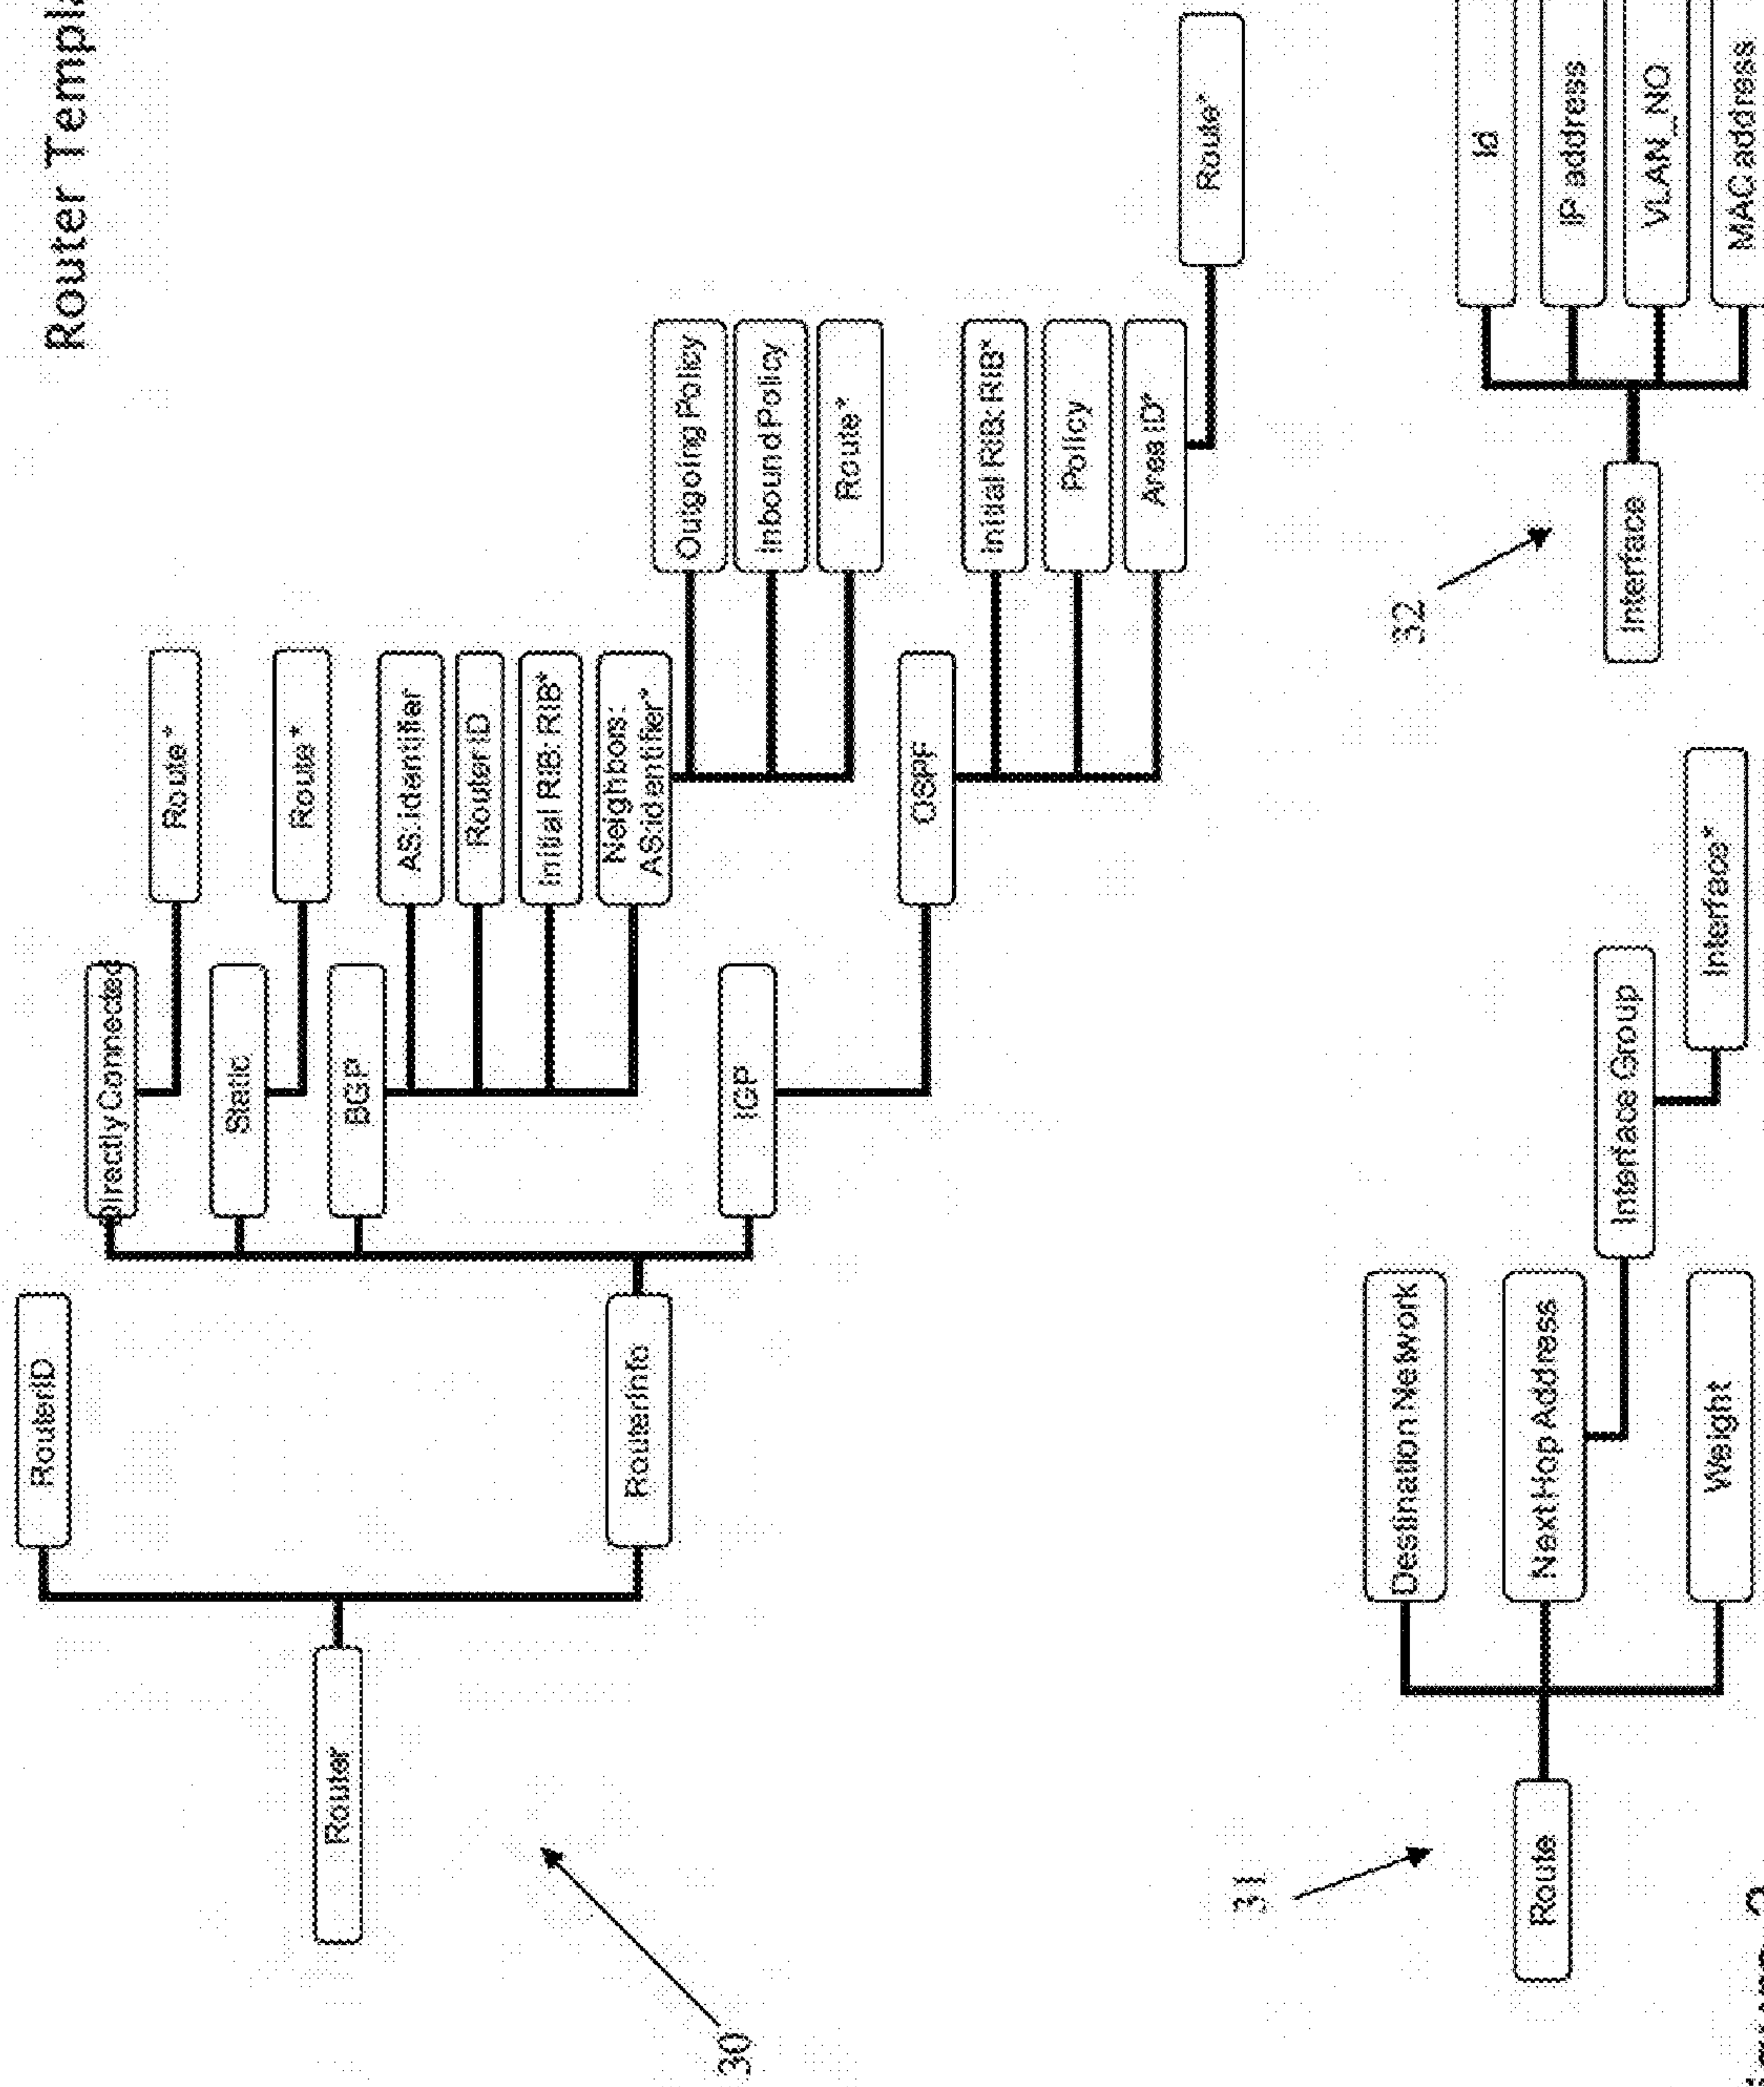 Router
RouterID
RouterInfo
Directly Connected
Route*
Static
Route*
BGP
AS:identifier
Router ID
Initial RIB: RIB*
Neighbors:
AS:identifier*
Outgoing Policy
Inbound Policy
Route*
IGP
OSPF
Initial RIB: RIB*
Policy
Area ID*
Route*
30
31
Route
Destination Network
Next Hop Address
Interface Group
Interface*
Weight
32
Interface
Id
IP address
VLAN_NO
MAC address